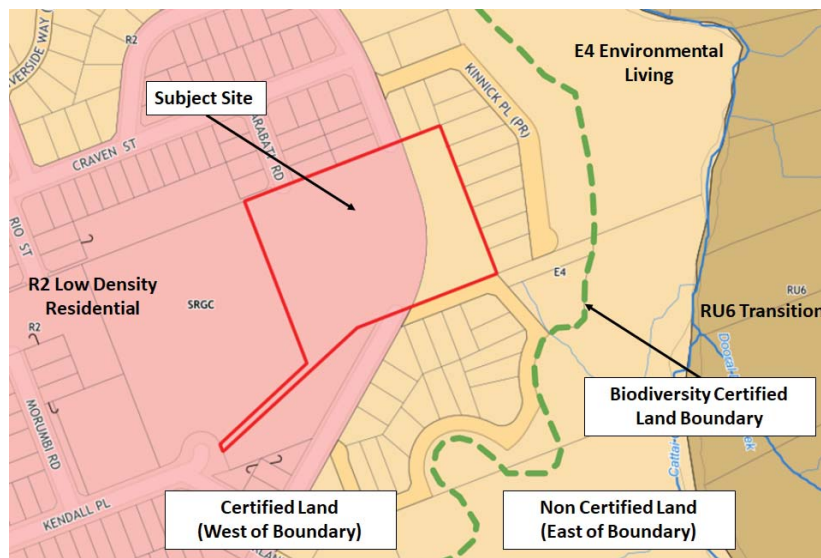 R2
E4 Environmental
Living
Subject Site
KINNICK PL (PR)
CRAVEN ST
RIO ST
R2 Low Density
Residential
SRGC
R2
E4
RU6
RU6 Transition
MORUMBI RD
Biodiversity Certified
Land Boundary
KENDALL PL
Certified Land
(West of Boundary)
Non Certified Land
(East of Boundary)